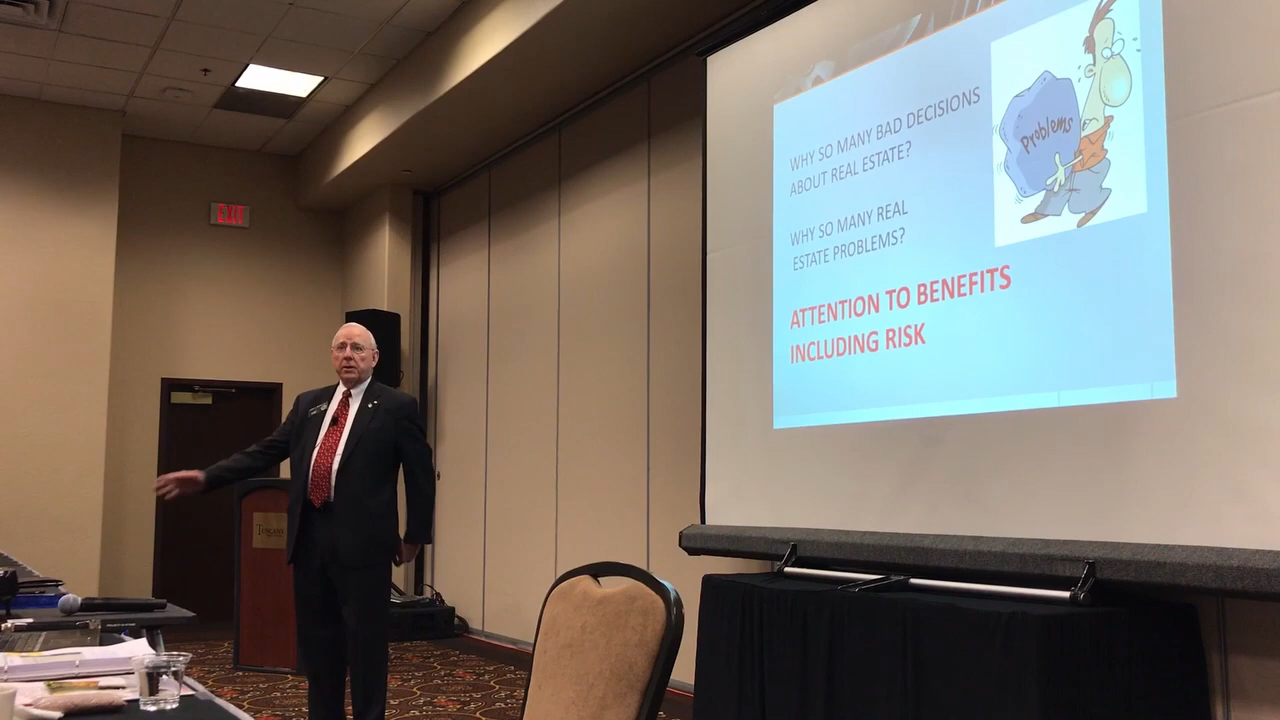 EXIT
WHY SO MANY BAD DECISIONS
ABOUT REAL ESTATE?
WHY SO MANY REAL
ESTATE PROBLEMS?
ATTENTION TO BENEFITS
INCLUDING RISK
Problems
TUSCANY